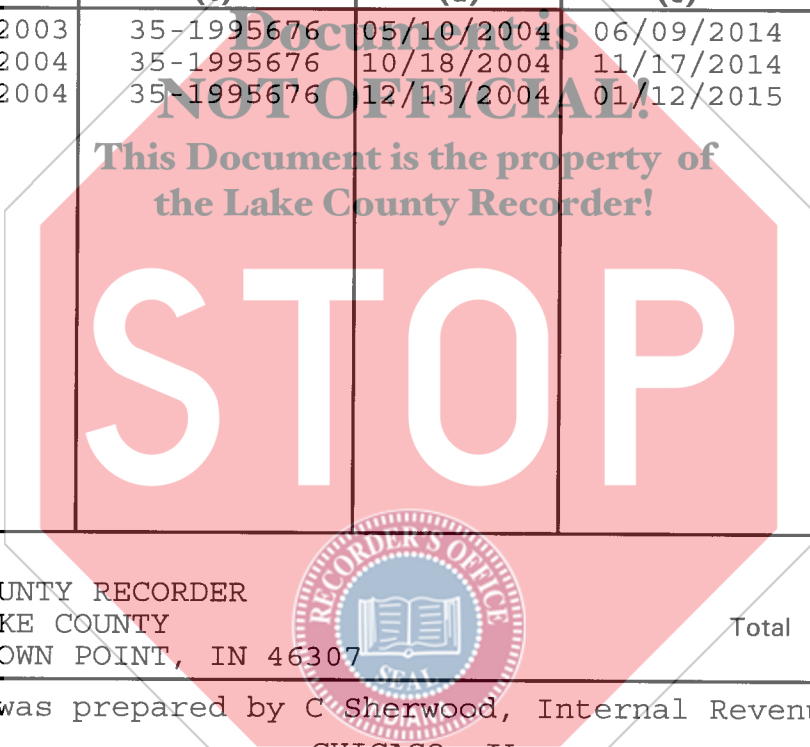 2003 35-1995676 05/10/2004 06/09/2014
2004 35-1995676 10/18/2004 11/17/2014
2004 35-1995676 12/13/2004 01/12/2015
Document is
NOT OFFICIAL!
This Document is the property of
the Lake County Recorder!
STOP
RECORDER'S OFFICE
SEAL
UNTY RECORDER
KE COUNTY
OWN POINT, IN 46307
Total
was prepared by C Sherwood, Internal Revenu